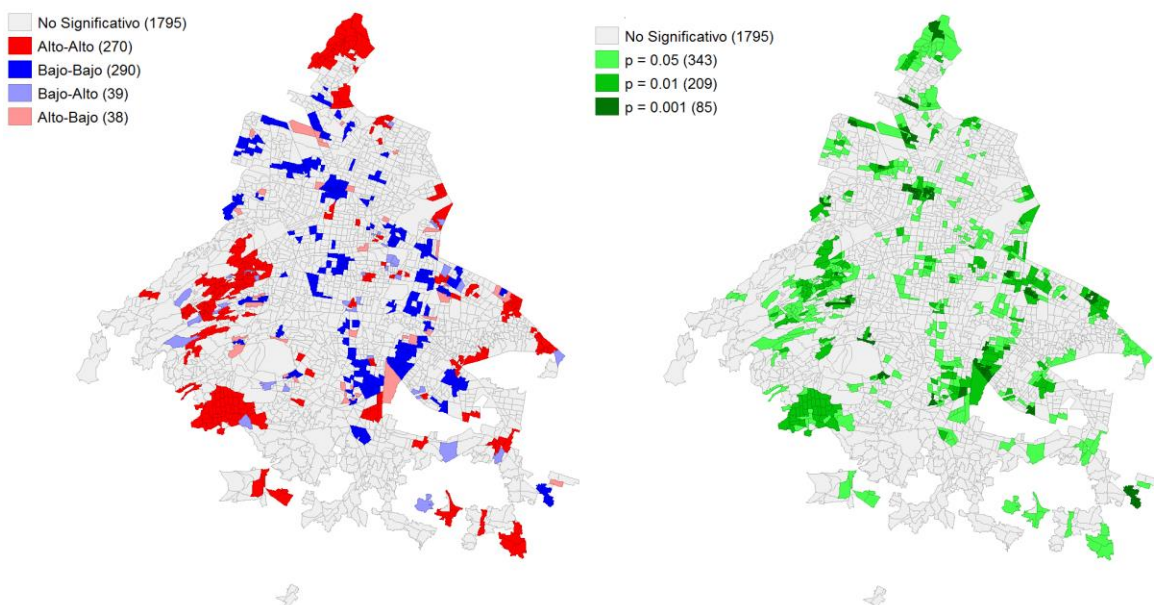 No Significativo (1795)
Alto-Alto (270)
Bajo-Bajo (290)
Bajo-Alto (39)
Alto-Bajo (38)
No Significativo (1795)
p = 0.05 (343)
p = 0.01 (209)
p = 0.001 (85)